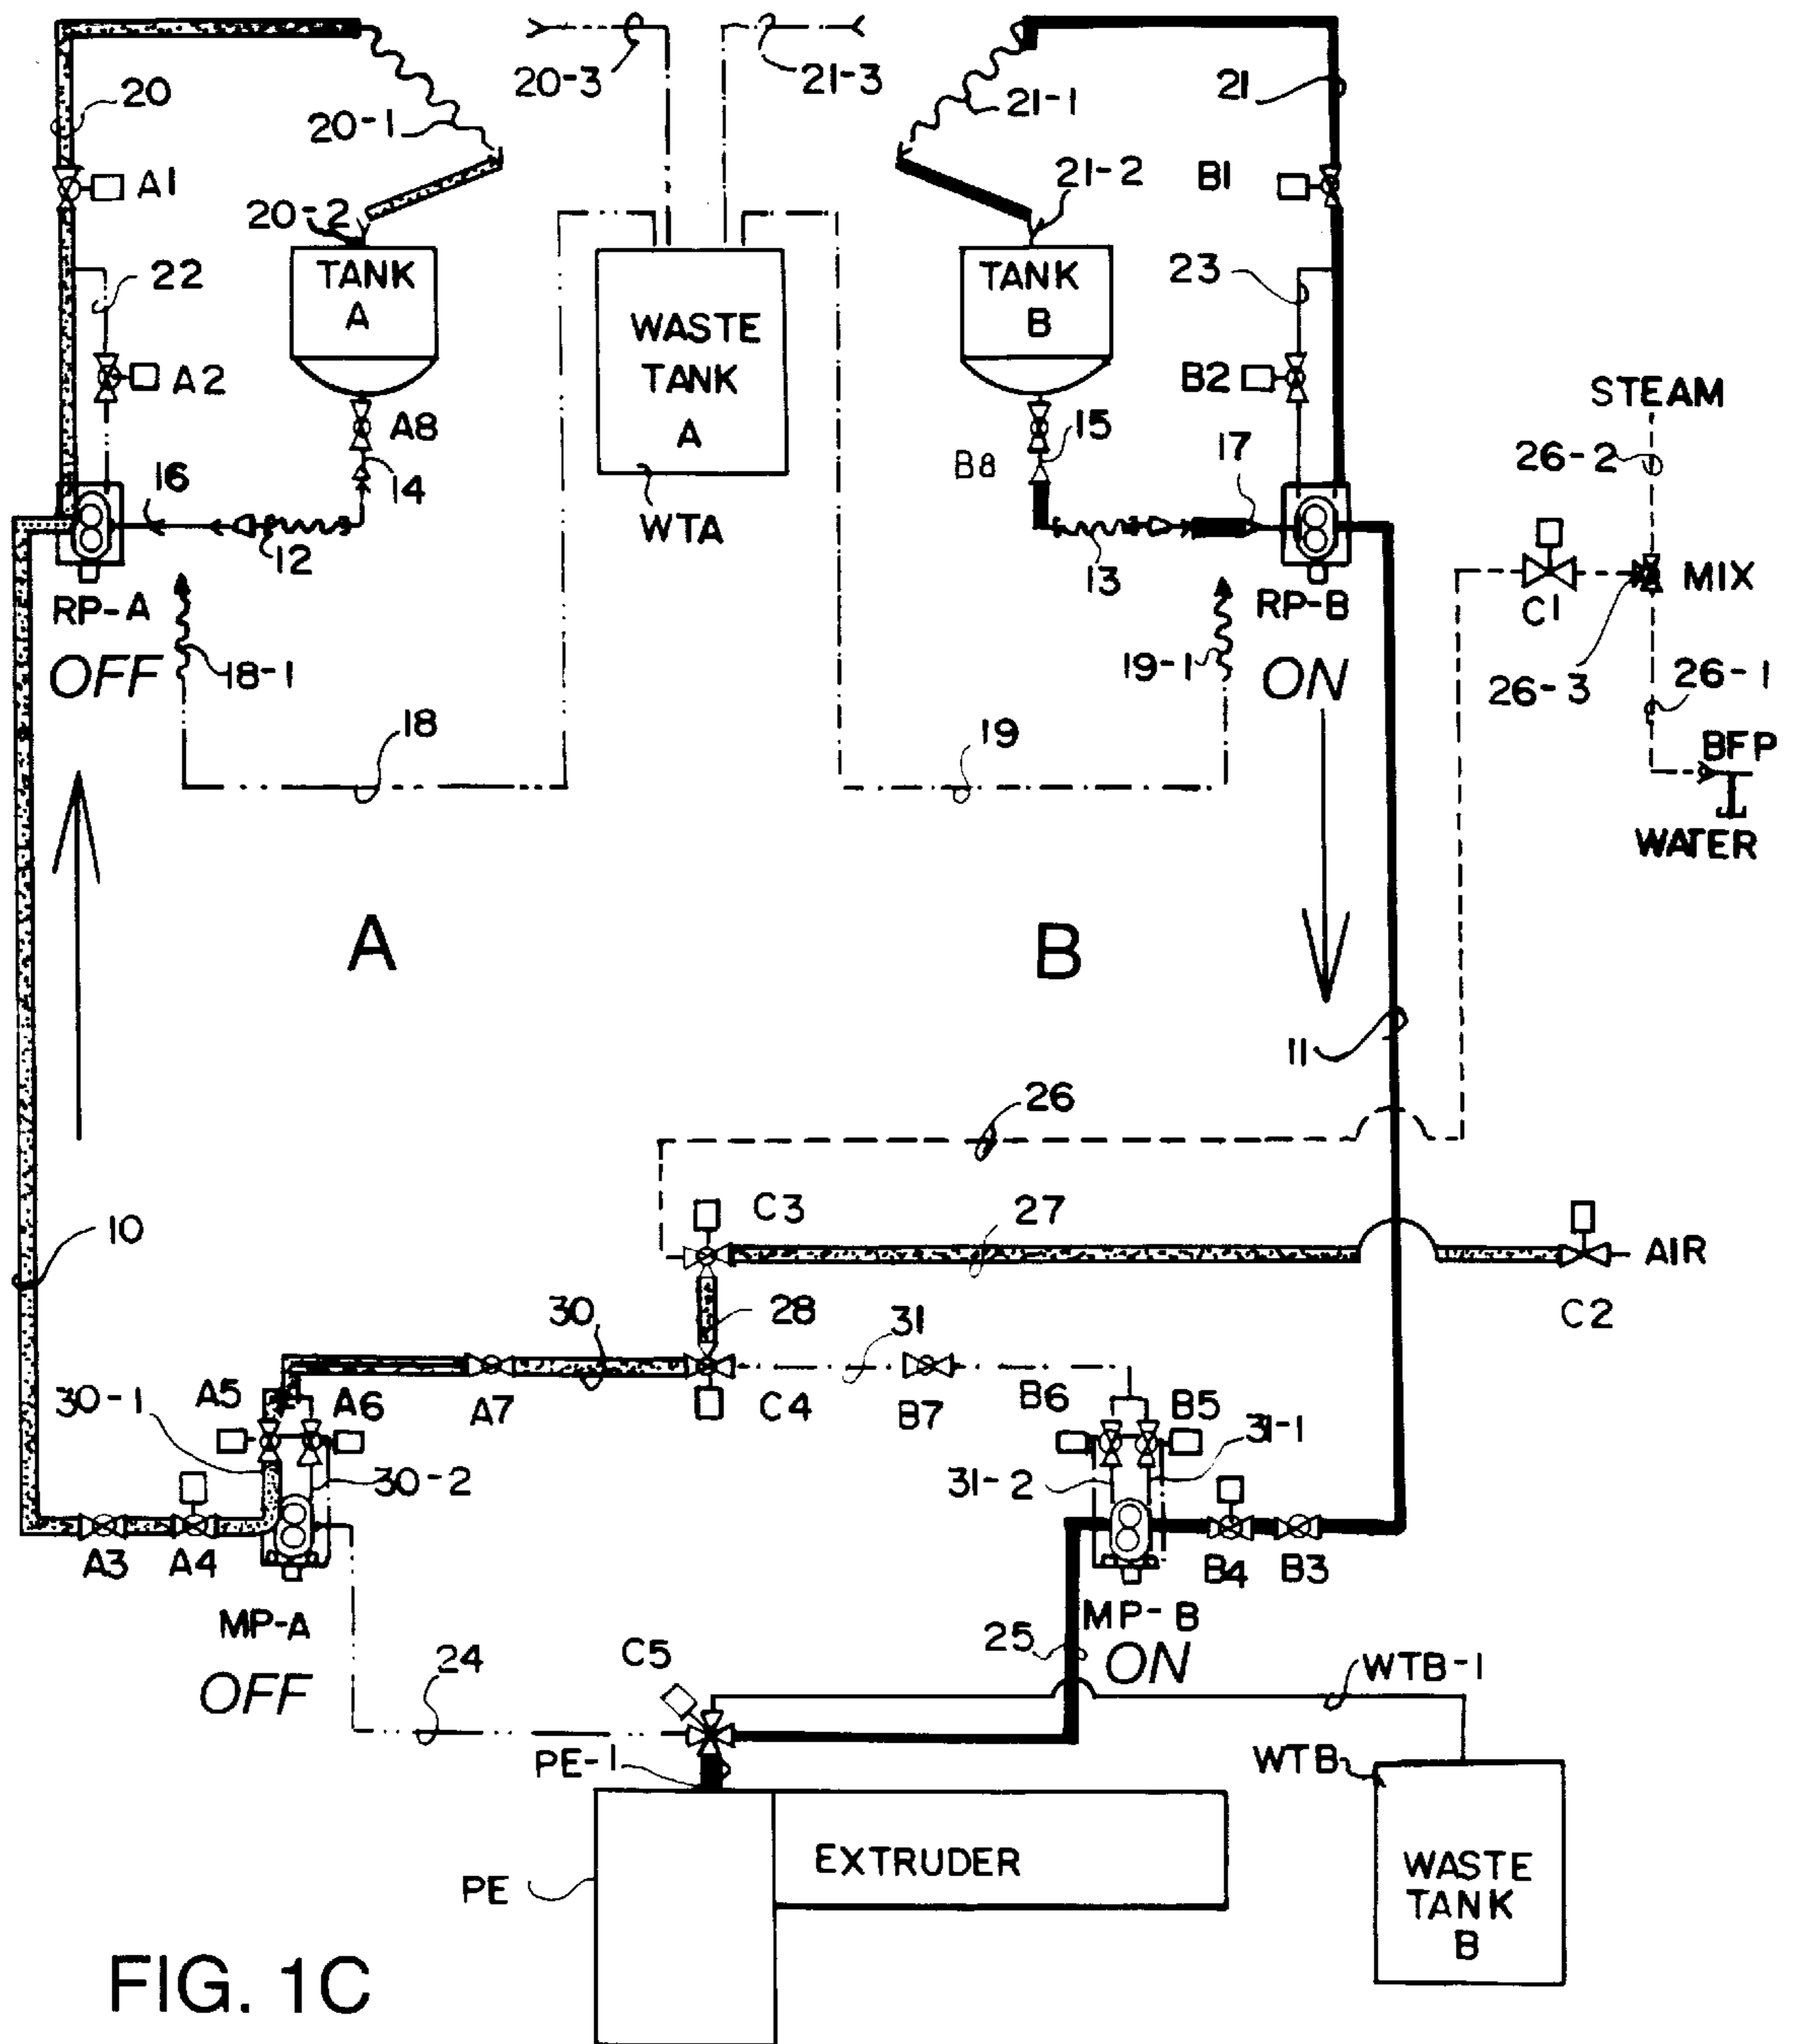 20-3
21-3
20
20-1
21-1
21
A1
20-2
21-2
B1
22
TANK
A
WASTE
TANK
A
TANK
B
23
A2
B2
STEAM
A8
15
B8
16
14
17
26-2
WTA
12
13
MIX
RP-A
RP-B
C1
OFF
18-1
19-1
ON
26-3
26-1
18
19
BFP
WATER
A
B
11
26
C3
27
10
AIR
28
C2
30
31
30-1
A5
A6
A7
C4
B7
B6
B5
31-1
30-2
31-2
A3
A4
B4
B3
MP-A
MP-B
OFF
24
C5
25
ON
WTB-1
PE-1
WTB
EXTRUDER
PE
WASTE
TANK
B
FIG. 1C